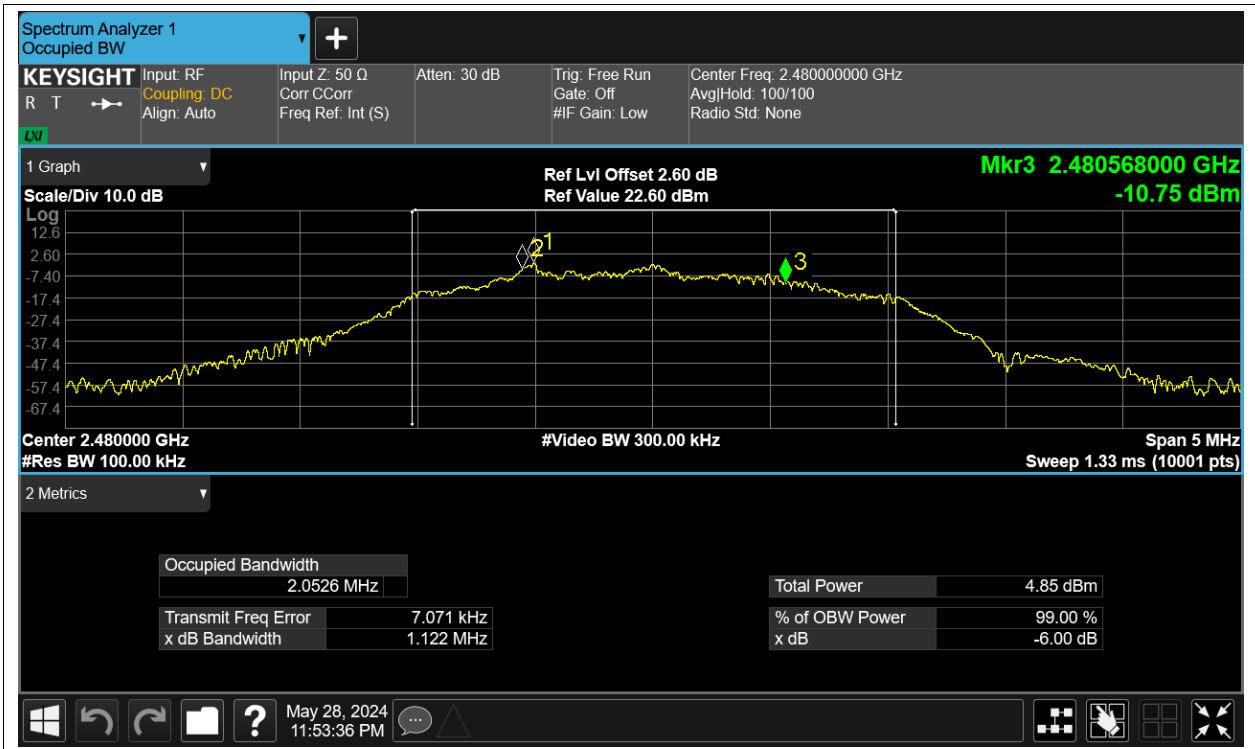 Spectrum Analyzer 1
Occupied BW
KEYSIGHT
R T
LXI
Input: RF
Coupling: DC
Align: Auto
Input Z: 50 Ω
Corr CCorr
Freq Ref: Int (S)
Atten: 30 dB
Trig: Free Run
Gate: Off
#IF Gain: Low
Center Freq: 2.480000000 GHz
Avg|Hold: 100/100
Radio Std: None
1 Graph
Scale/Div 10.0 dB
Ref Lvl Offset 2.60 dB
Ref Value 22.60 dBm
Mkr3 2.480568000 GHz
-10.75 dBm
Log
12.6
2.60
-7.40
-17.4
-27.4
-37.4
-47.4
-57.4
-67.4
2
1
3
Center 2.480000 GHz
#Res BW 100.00 kHz
#Video BW 300.00 kHz
Span 5 MHz
Sweep 1.33 ms (10001 pts)
2 Metrics
Occupied Bandwidth
2.0526 MHz
Transmit Freq Error 7.071 kHz
x dB Bandwidth 1.122 MHz
Total Power 4.85 dBm
% of OBW Power 99.00 %
x dB -6.00 dB
?
May 28, 2024
11:53:36 PM